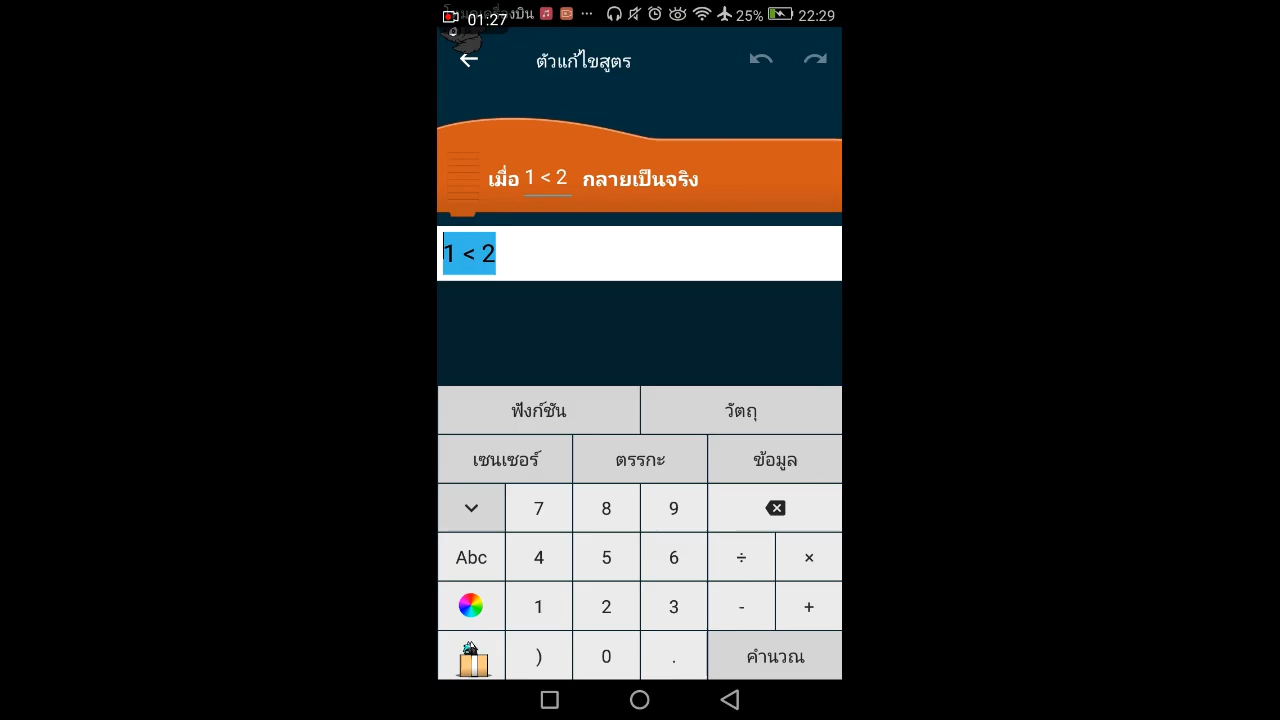 01:27 25% 22:29
ตัวแก้ไขสูตร
เมื่อ 1 < 2 กลายเป็นจริง
1 < 2
ฟังก์ชัน วัตถุ
เซนเซอร์ ตรรกะ ข้อมูล
7 8 9
Abc 4 5 6 ÷ ×
1 2 3 - +
) 0 . คำนวณ